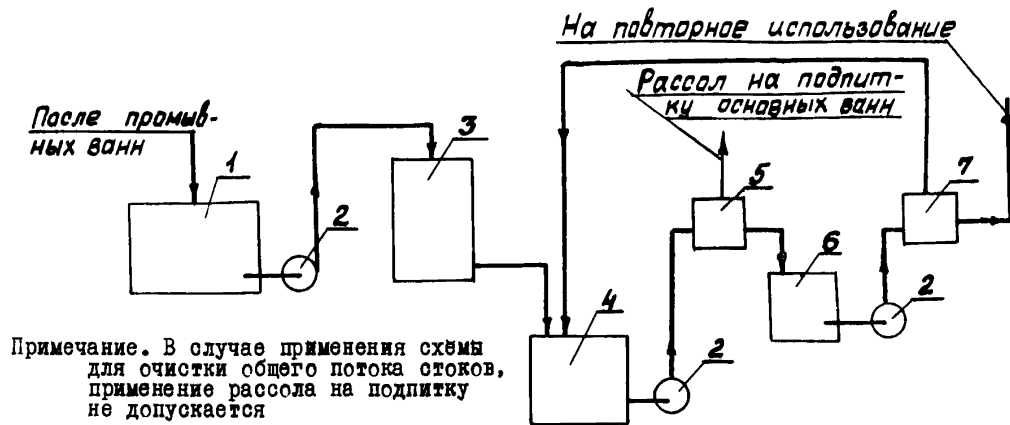 На повторное использование
Рассол на подпит-
ку основных ванн
После промыв-
ных ванн
1
2
3
4
2
5
6
2
7
Примечание. В случае применения схемы
для очистки общего потока стоков,
применение рассола на подпитку
не допускается